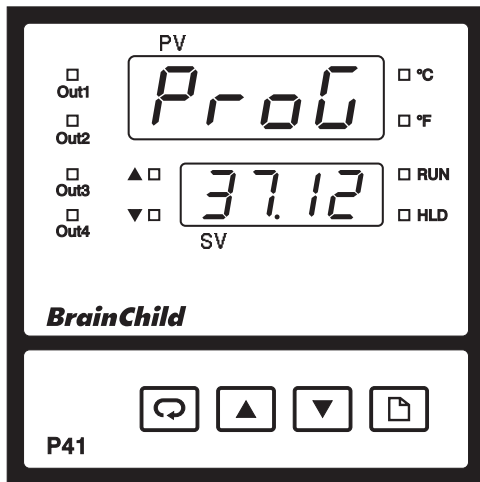 PV
ProG
Out1
Out2
°C
°F
Out3
Out4
37.12
RUN
HLD
SV
BrainChild
P41